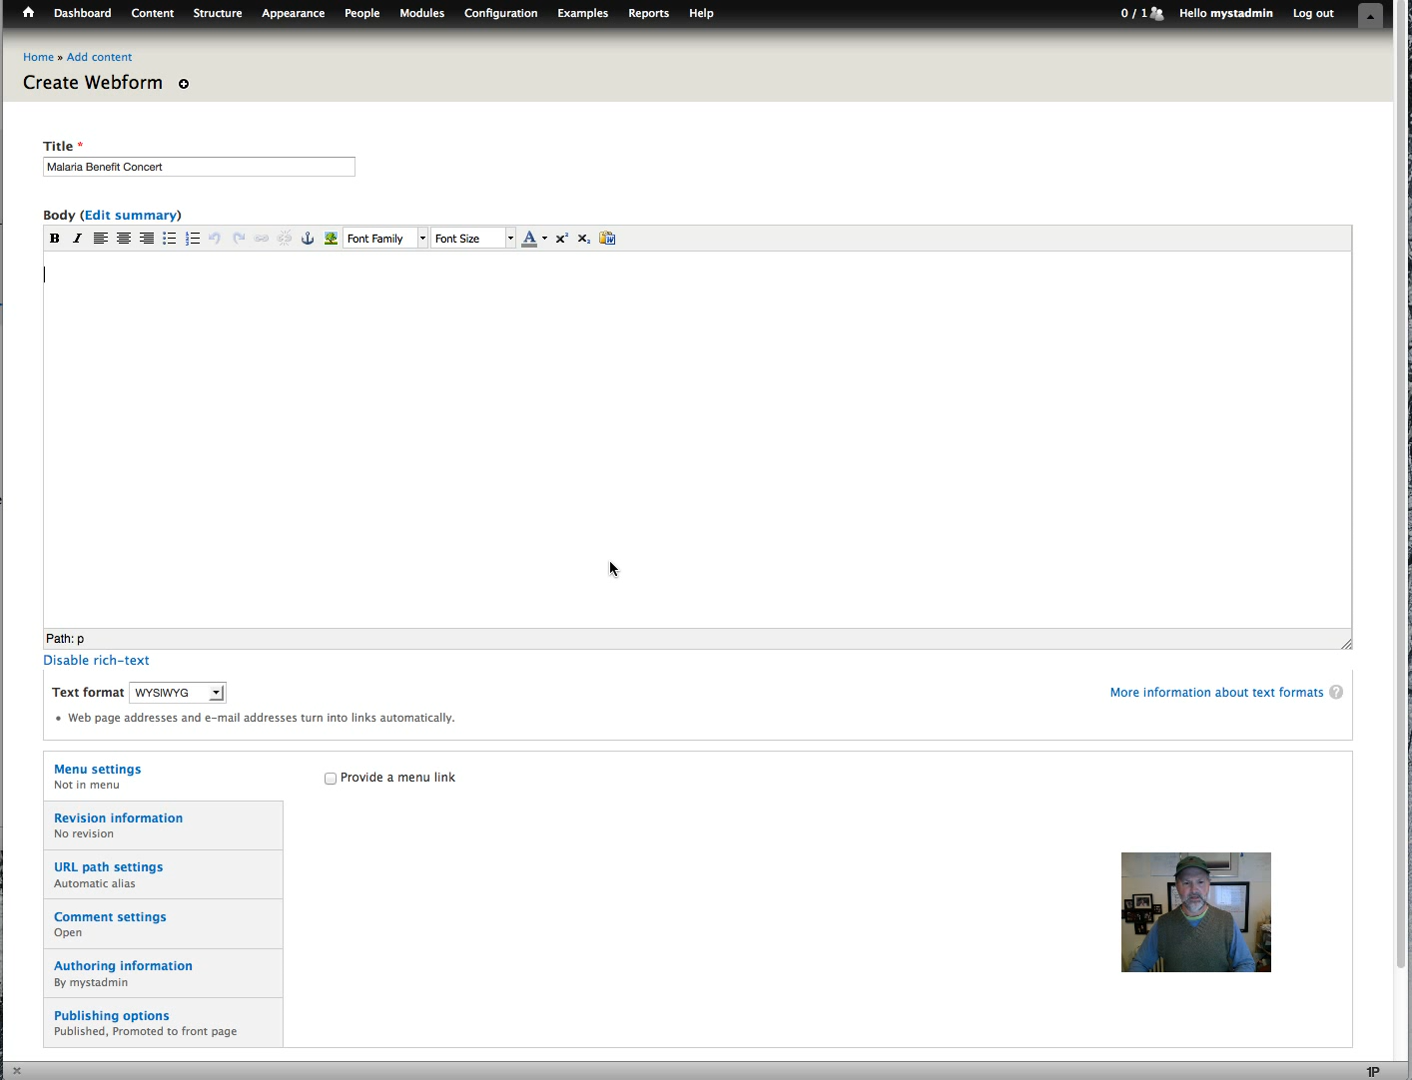 Dashboard Content Structure Appearance People Modules Configuration Examples Reports Help 0 / 1 Hello mystadmin Log out
Home » Add content
Create Webform
Title *
Malaria Benefit Concert
Body (Edit summary)
B I Font Family Font Size A x² x₂
Path: p
Disable rich-text
Text format WYSIWYG More information about text formats ?
• Web page addresses and e-mail addresses turn into links automatically.
Menu settings
Not in menu
Provide a menu link
Revision information
No revision
URL path settings
Automatic alias
Comment settings
Open
Authoring information
By mystadmin
Publishing options
Published, Promoted to front page
1P